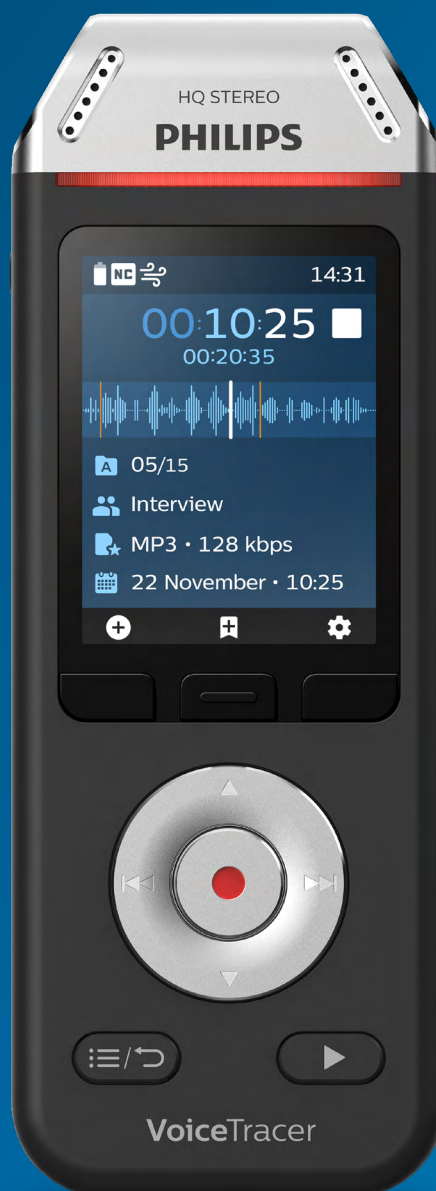 HQ STEREO
PHILIPS
NC 14:31
00:10:25
00:20:35
A 05/15
Interview
MP3 • 128 kbps
22 November • 10:25
VoiceTracer